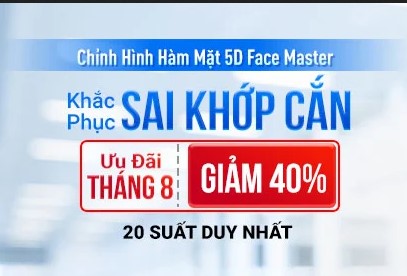 Chỉnh Hình Hàm Mặt 5D Face Master
Khắc Phục SAI KHỚP CẮN
Ưu Đãi THÁNG 8
GIẢM 40%
20 SUẤT DUY NHẤT